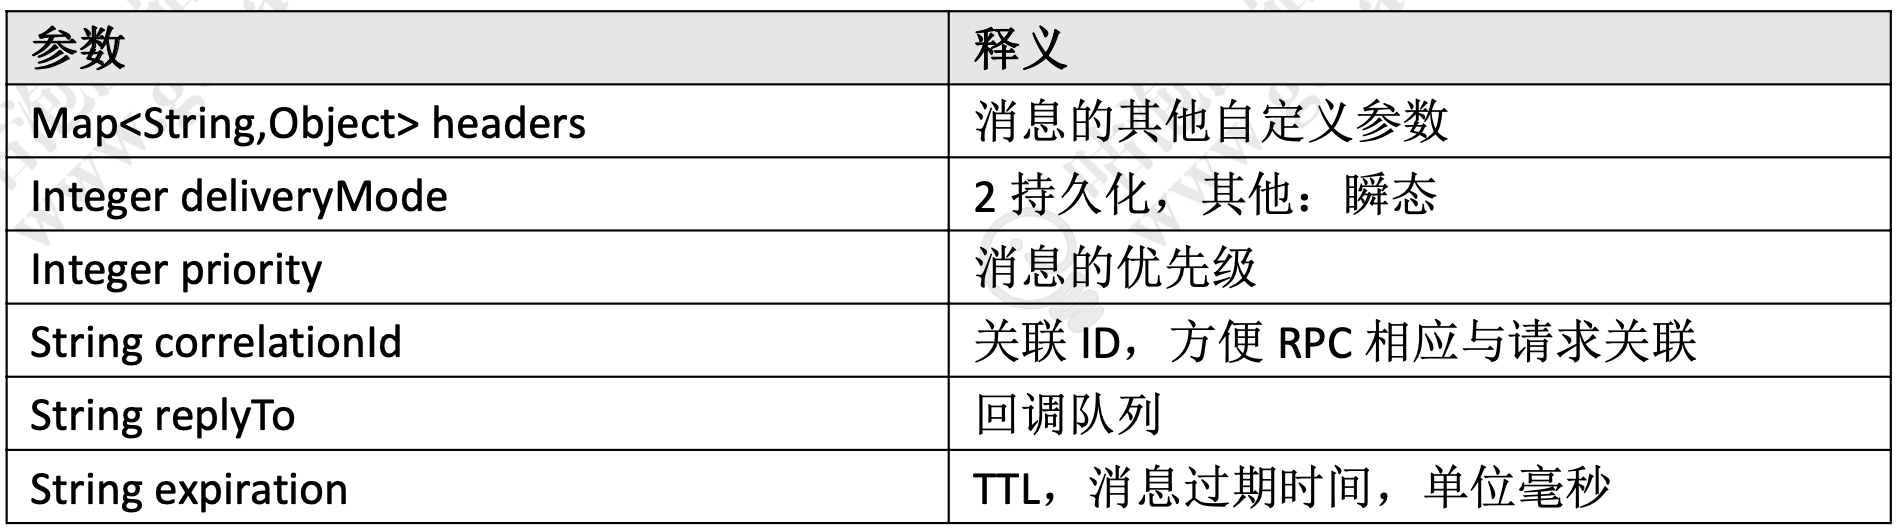 参数 释义
Map<String,Object> headers 消息的其他自定义参数
Integer deliveryMode 2 持久化，其他：瞬态
Integer priority 消息的优先级
String correlationId 关联 ID，方便 RPC 相应与请求关联
String replyTo 回调队列
String expiration TTL，消息过期时间，单位毫秒